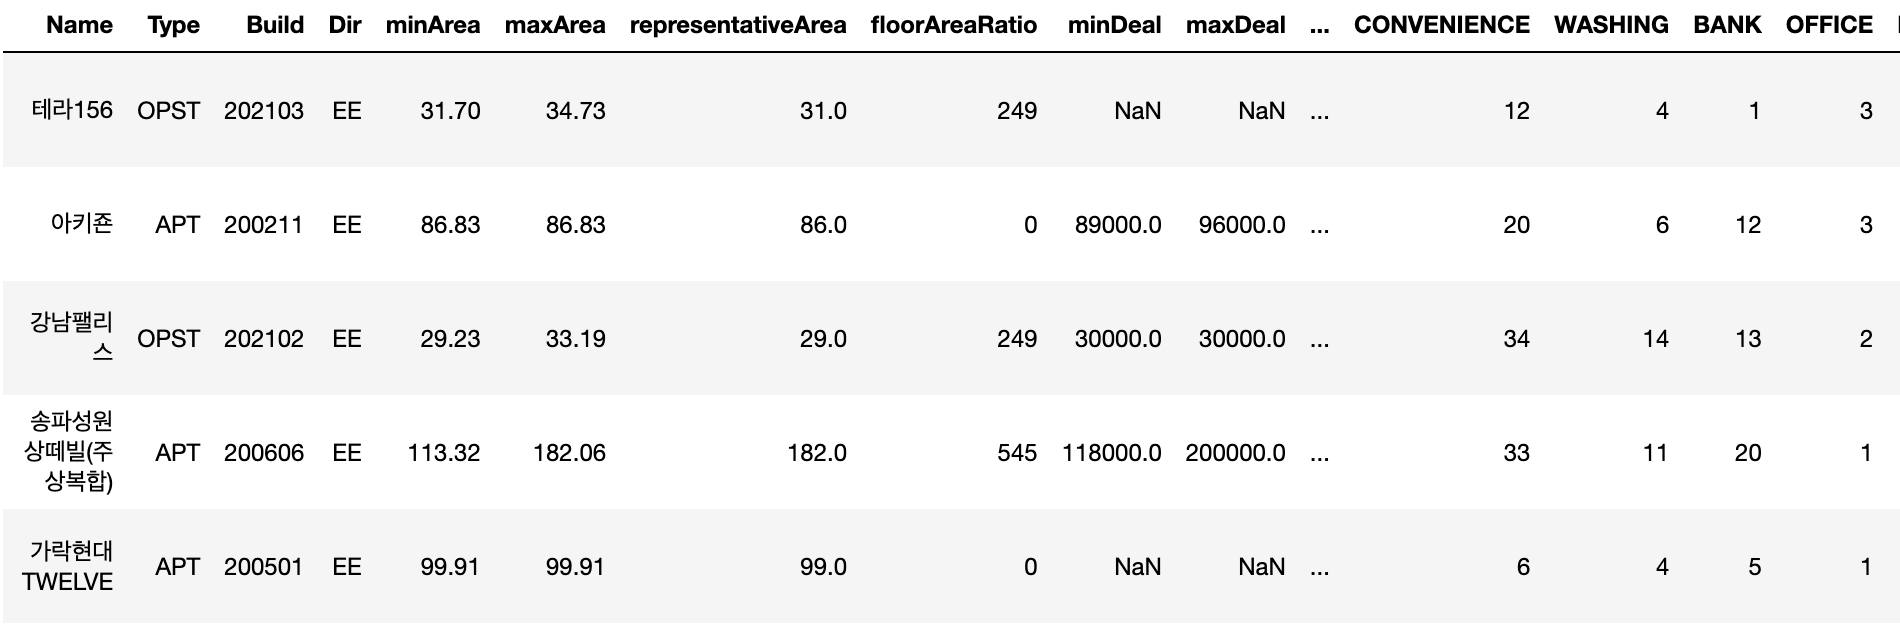 Name Type Build Dir minArea maxArea representativeArea floorAreaRatio minDeal maxDeal ... CONVENIENCE WASHING BANK OFFICE
테라156 OPST 202103 EE 31.70 34.73 31.0 249 NaN NaN ... 12 4 1 3
아키죤 APT 200211 EE 86.83 86.83 86.0 0 89000.0 96000.0 ... 20 6 12 3
강남팰리
스 OPST 202102 EE 29.23 33.19 29.0 249 30000.0 30000.0 ... 34 14 13 2
송파성원
상떼빌(주 APT 200606 EE 113.32 182.06 182.0 545 118000.0 200000.0 ... 33 11 20 1
상복합)
가락현대
TWELVE APT 200501 EE 99.91 99.91 99.0 0 NaN NaN ... 6 4 5 1